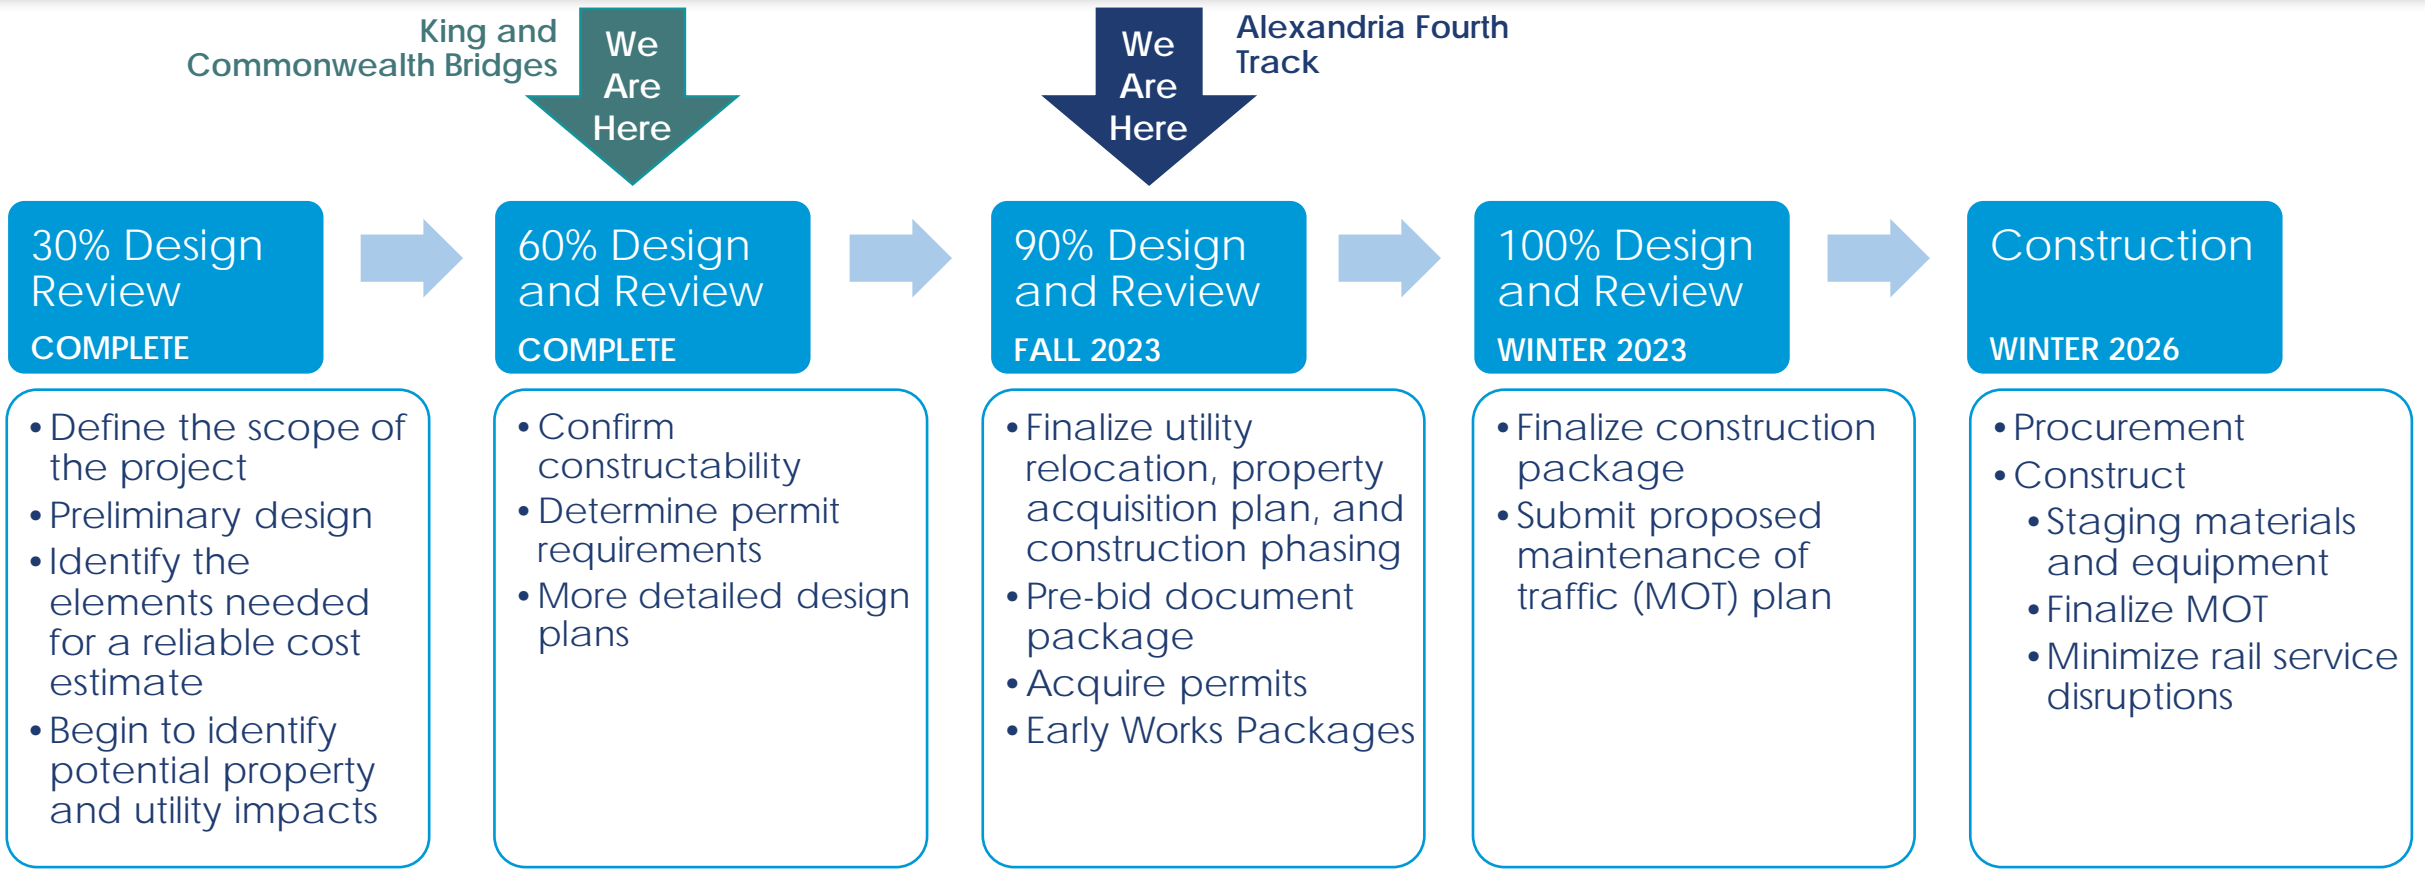 King and
Commonwealth Bridges
We
Are
Here
We
Are
Here
Alexandria Fourth
Track
30% Design
Review
COMPLETE
60% Design
and Review
COMPLETE
90% Design
and Review
FALL 2023
100% Design
and Review
WINTER 2023
Construction
WINTER 2026
• Define the scope of
the project
• Preliminary design
• Identify the
elements needed
for a reliable cost
estimate
• Begin to identify
potential property
and utility impacts
• Confirm
constructability
• Determine permit
requirements
• More detailed design
plans
• Finalize utility
relocation, property
acquisition plan, and
construction phasing
• Pre-bid document
package
• Acquire permits
• Early Works Packages
• Finalize construction
package
• Submit proposed
maintenance of
traffic (MOT) plan
• Procurement
• Construct
• Staging materials
and equipment
• Finalize MOT
• Minimize rail service
disruptions